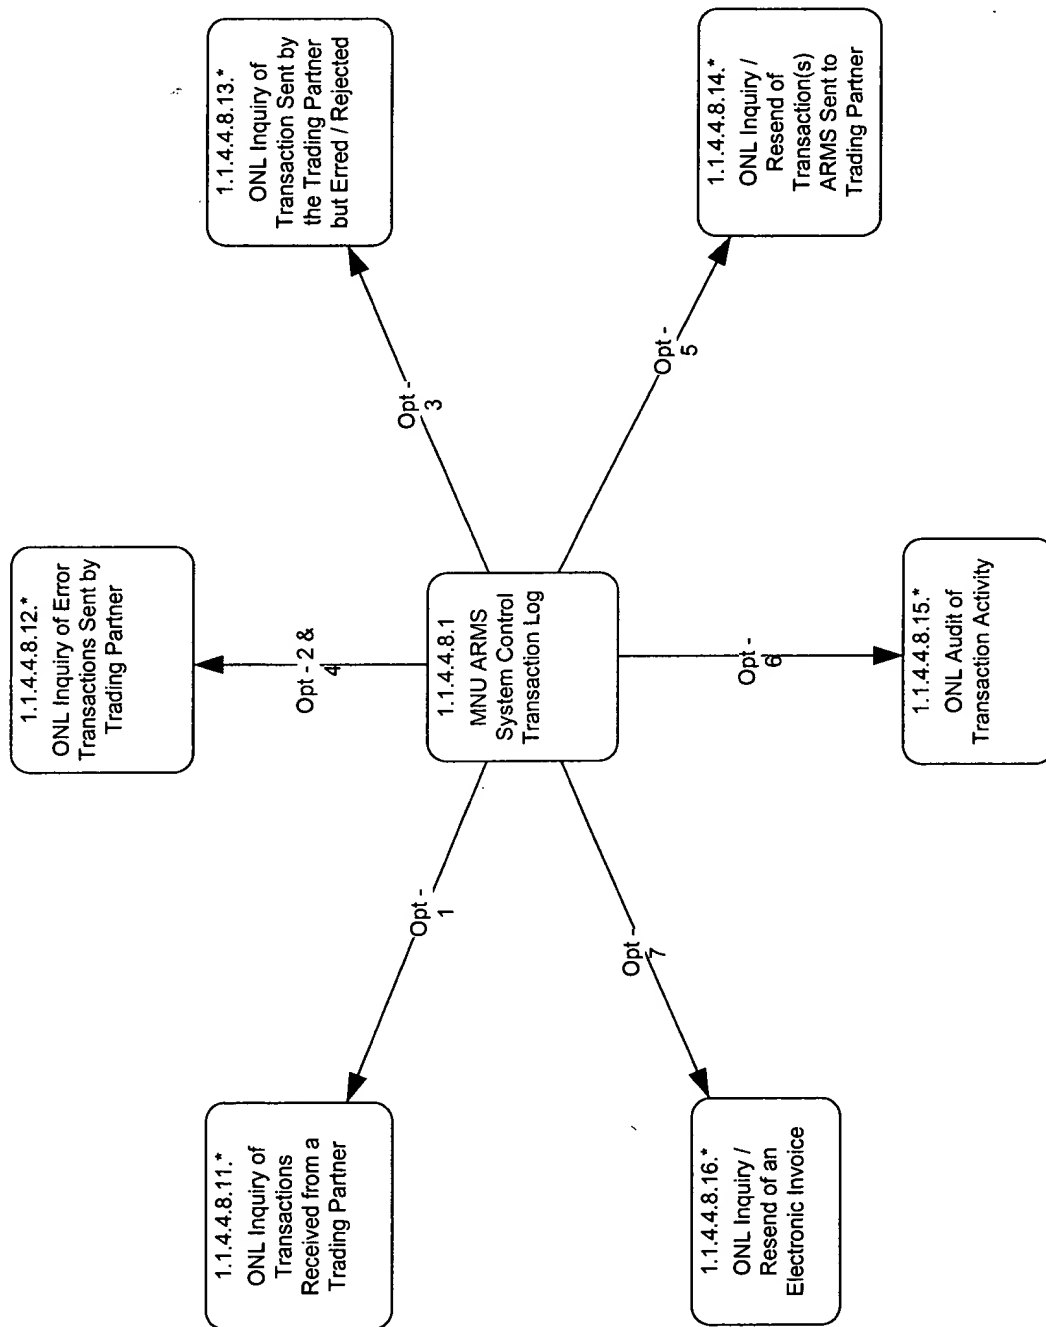 1.1.4.4.8.11.*
ONL Inquiry of
Transactions
Received from a
Trading Partner
1.1.4.4.8.12.*
ONL Inquiry of Error
Transactions Sent by
Trading Partner
1.1.4.4.8.13.*
ONL Inquiry of
Transaction Sent by
the Trading Partner
but Erred / Rejected
Opt -
1
Opt - 2 &
4
Opt -
3
1.1.4.4.8.1
MNU ARMS
System Control
Transaction Log
Opt -
7
Opt -
6
Opt -
5
1.1.4.4.8.16.*
ONL Inquiry /
Resend of an
Electronic Invoice
1.1.4.4.8.15.*
ONL Audit of
Transaction Activity
1.1.4.4.8.14.*
ONL Inquiry /
Resend of
Transaction(s)
ARMS Sent to
Trading Partner